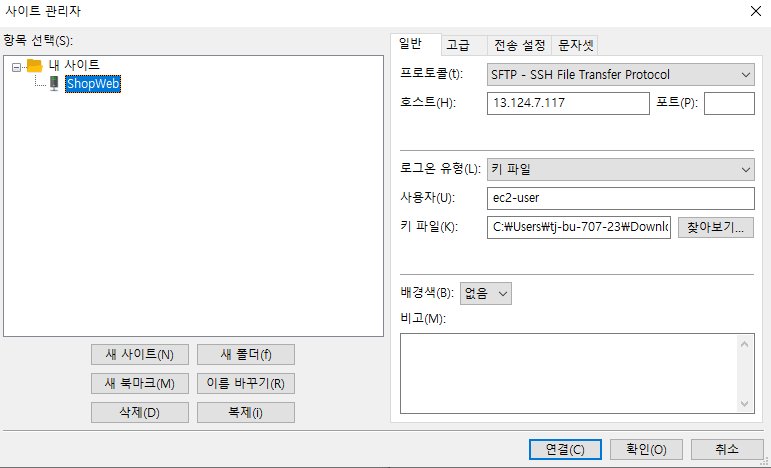 사이트 관리자
항목 선택(S):
내 사이트
ShopWeb
새 사이트(N) 새 폴더(f)
새 북마크(M) 이름 바꾸기(R)
삭제(D) 복제(i)
일반 고급 전송 설정 문자셋
프로토콜(t): SFTP - SSH File Transfer Protocol
호스트(H): 13.124.7.117 포트(P):
로그온 유형(L): 키 파일
사용자(U): ec2-user
키 파일(K): C:₩Users₩tj-bu-707-23₩Downlo 찾아보기...
배경색(B): 없음
비고(M):
연결(C) 확인(O) 취소